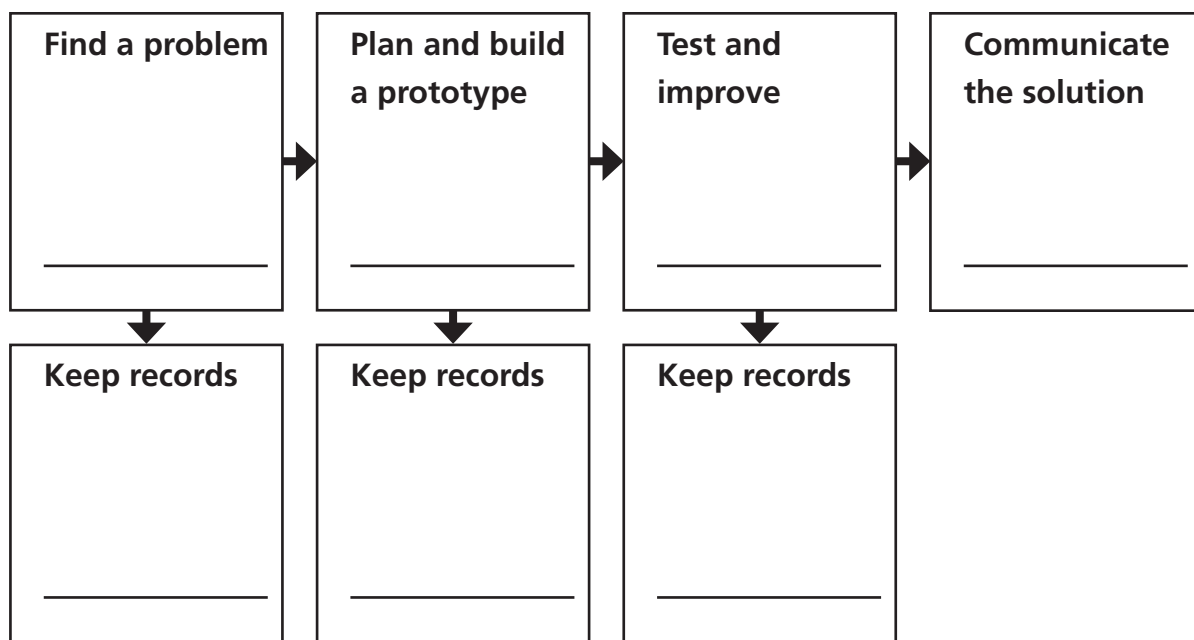 Find a problem
Plan and build
a prototype
Test and
improve
Communicate
the solution
Keep records
Keep records
Keep records